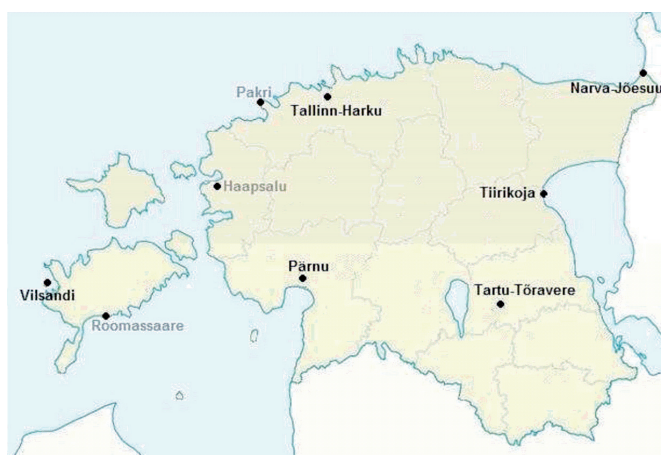 Pakri
Narva-Jõesuu
Tallinn-Harku
Haapsalu
Tiirikoja
Pärnu
Vilsandi
Tartu-Tõravere
Roomassaare